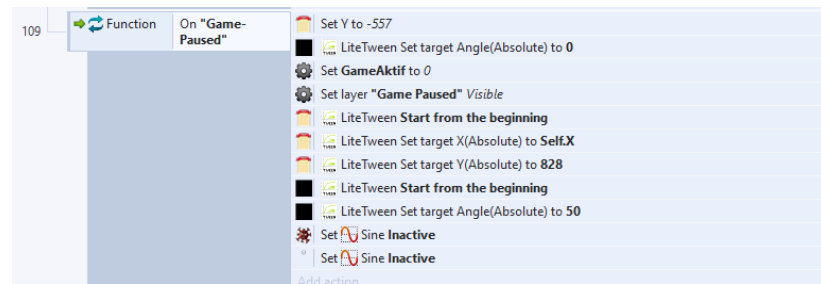 109
Function
On "Game-Paused"
Set Y to -557
LiteTween Set target Angle(Absolute) to 0
Set GameAktif to 0
Set layer "Game Paused" Visible
LiteTween Start from the beginning
LiteTween Set target X(Absolute) to Self.X
LiteTween Set target Y(Absolute) to 828
LiteTween Start from the beginning
LiteTween Set target Angle(Absolute) to 50
Set Sine Inactive
Set Sine Inactive
Add action